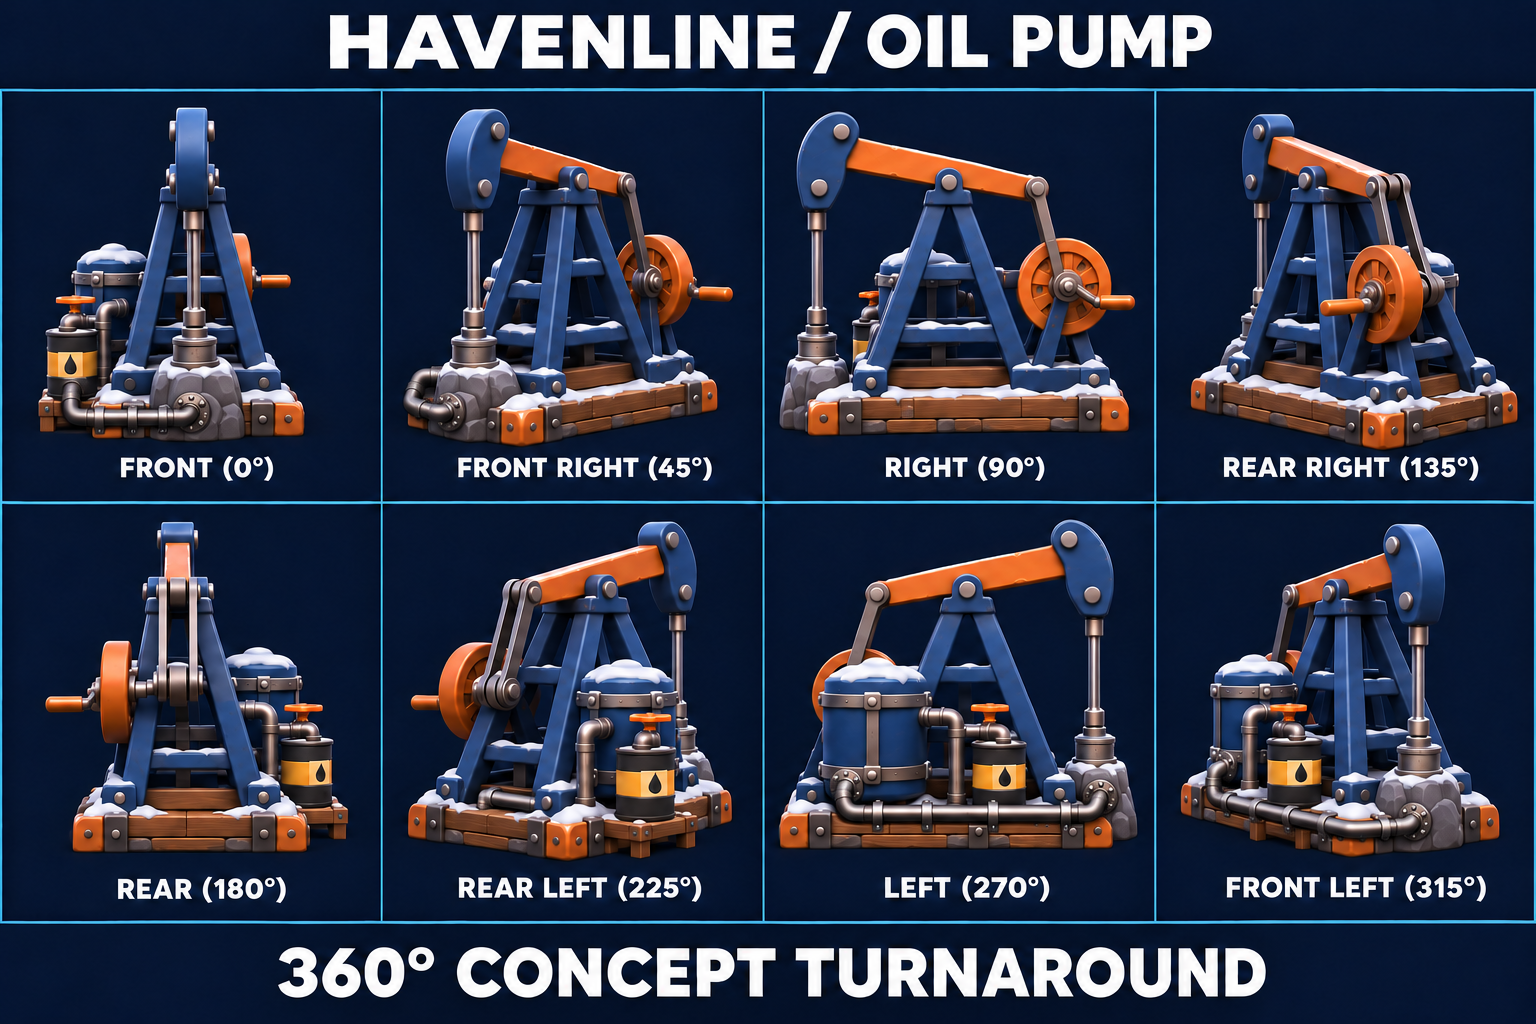 HAVENLINE / OIL PUMP
FRONT (0°)
FRONT RIGHT (45°)
RIGHT (90°)
REAR RIGHT (135°)
REAR (180°)
REAR LEFT (225°)
LEFT (270°)
FRONT LEFT (315°)
360° CONCEPT TURNAROUND